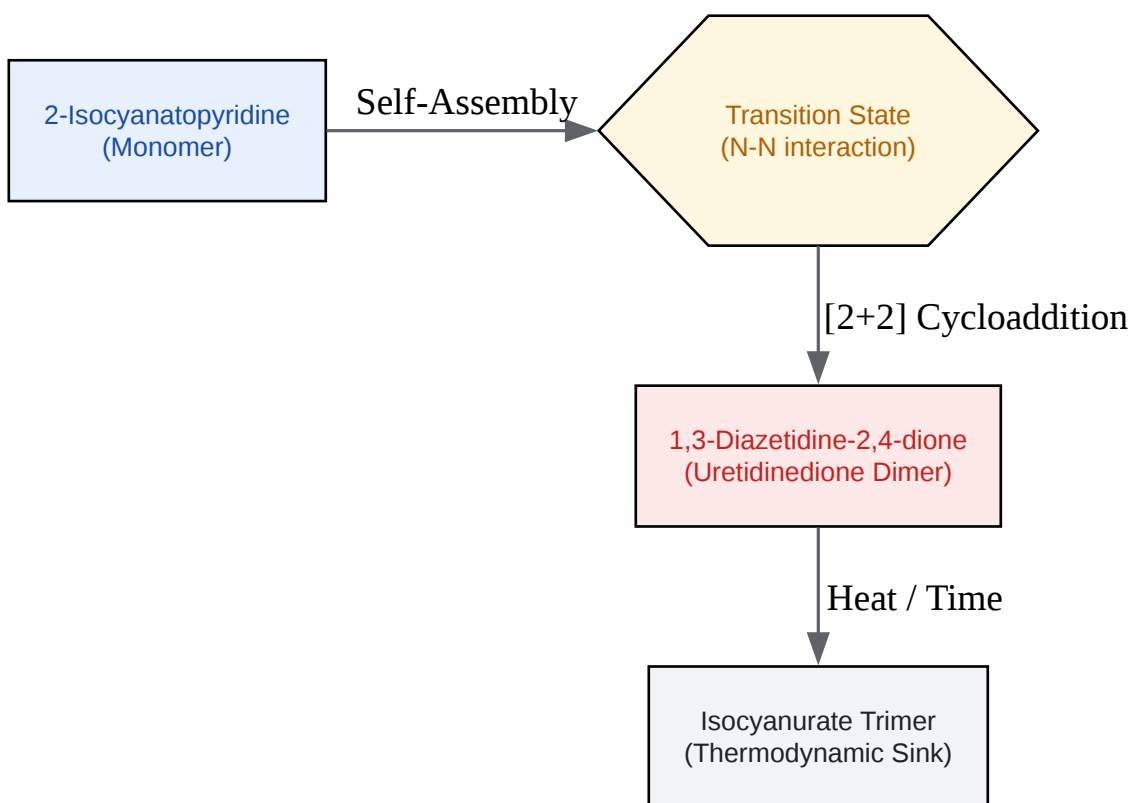 2-Isocyanatopyridine
(Monomer)
Self-Assembly
Transition State
(N-N interaction)
[2+2] Cycloaddition
1,3-Diazetidine-2,4-dione
(Uretidinedione Dimer)
Heat / Time
Isocyanurate Trimer
(Thermodynamic Sink)